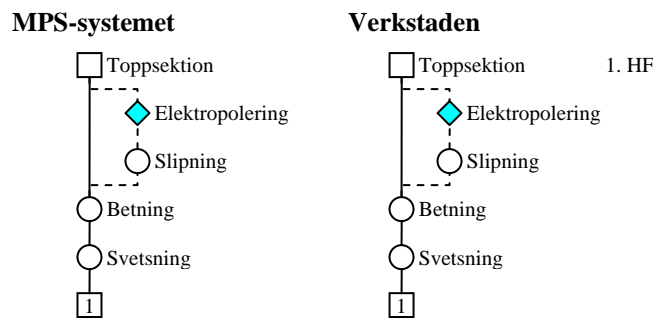 MPS-systemet
Verkstaden
Toppsektion
Toppsektion
1. HF
Elektropolering
Elektropolering
Slipning
Slipning
Betning
Betning
Svetsning
Svetsning
1
1